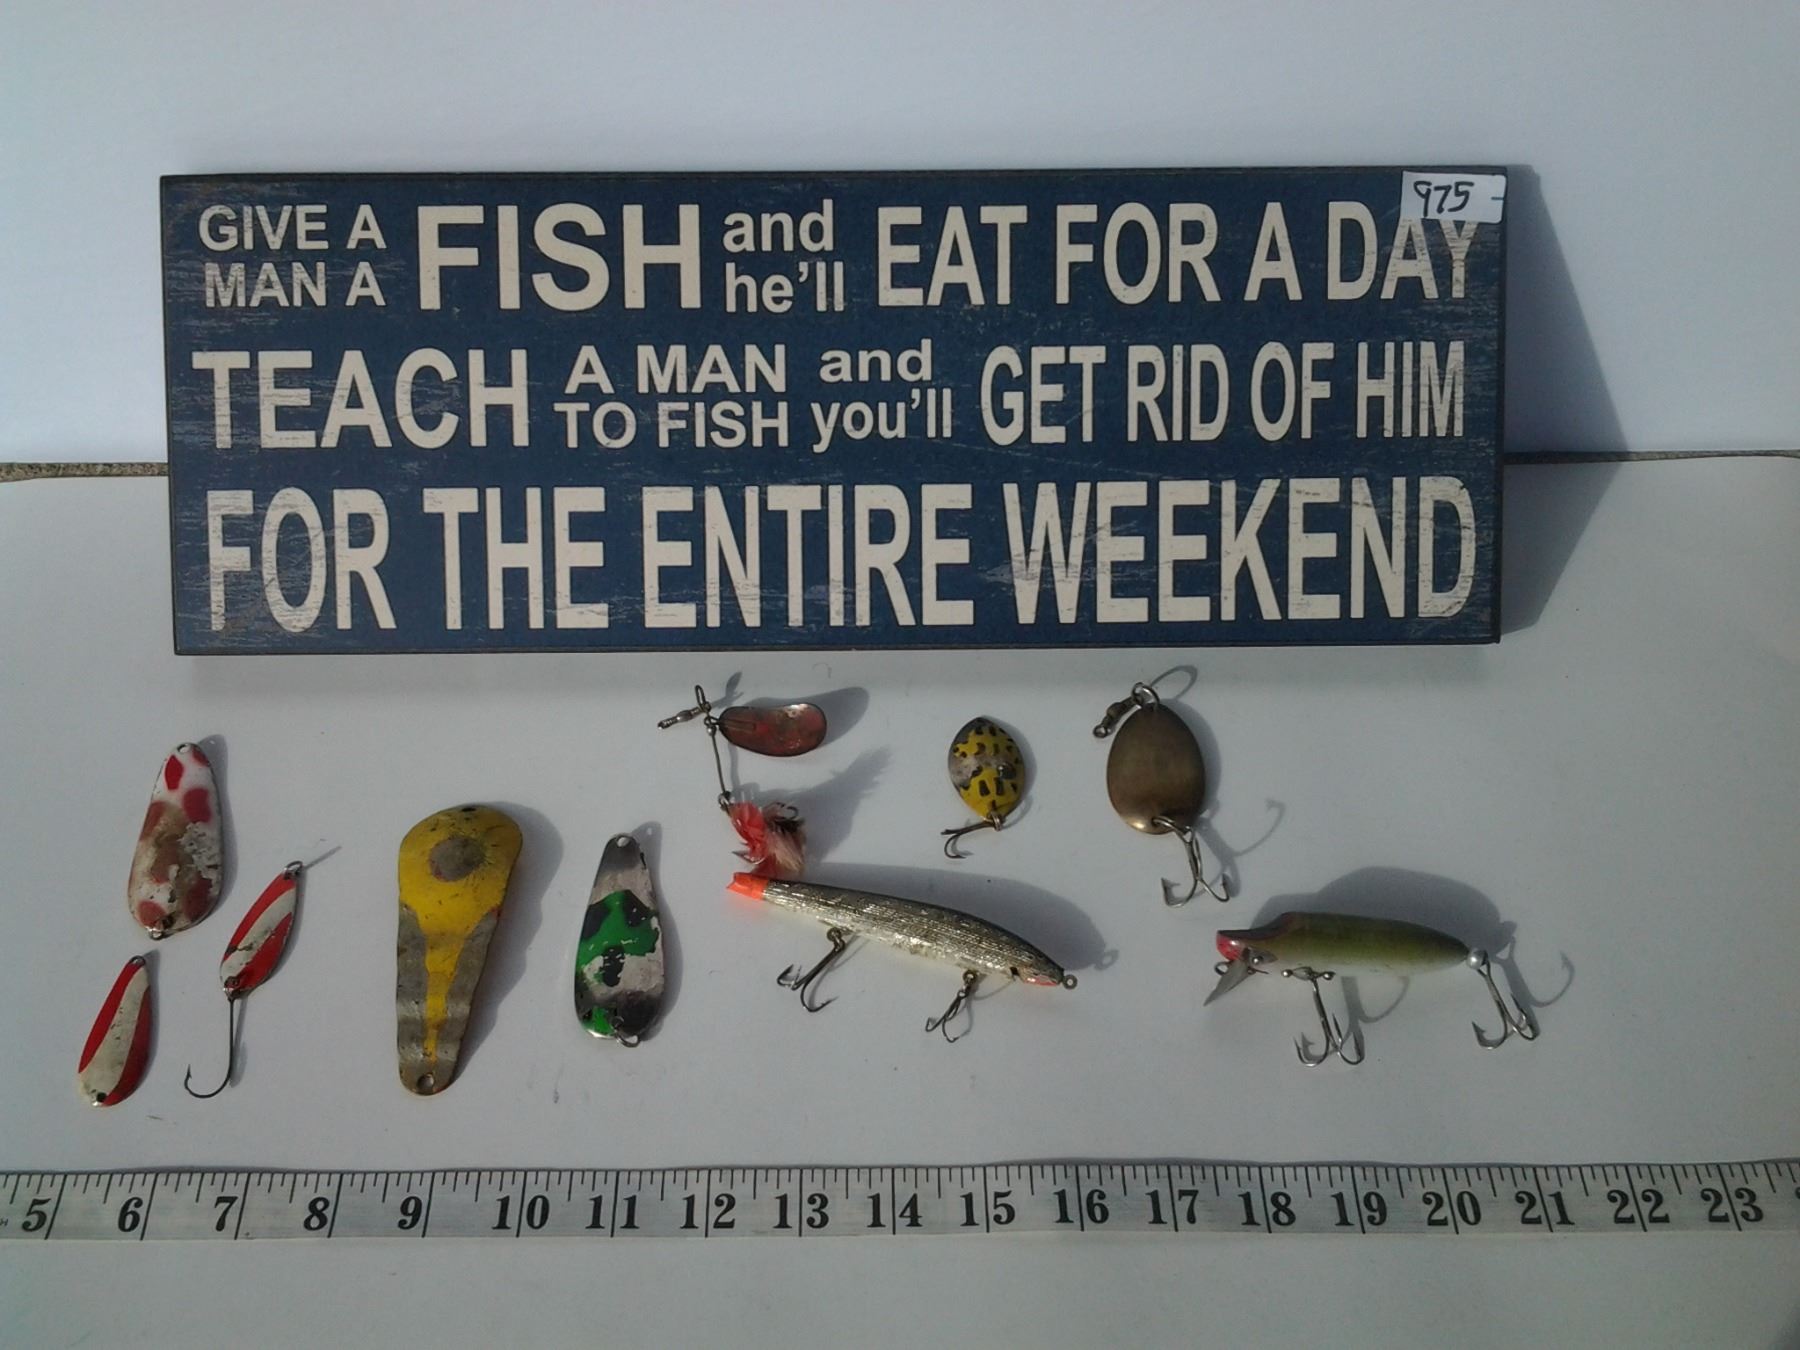 975
GIVE A MAN A FISH and he'll EAT FOR A DAY
TEACH A MAN TO FISH and you'll GET RID OF HIM
FOR THE ENTIRE WEEKEND
5 6 7 8 9 10 11 12 13 14 15 16 17 18 19 20 21 22 23